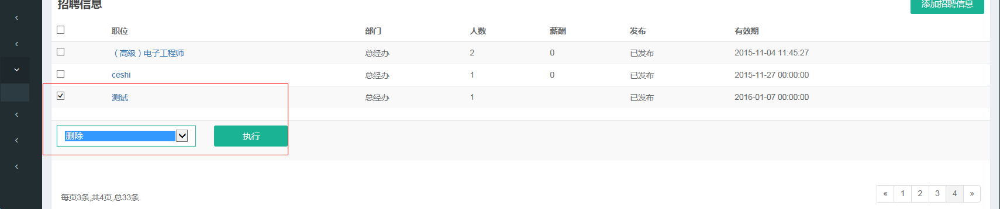 招聘信息 添加招聘信息
职位 部门 人数 薪酬 发布 有效期
（高级）电子工程师 总经办 2 0 已发布 2015-11-04 11:45:27
ceshi 总经办 1 0 已发布 2015-11-27 00:00:00
测试 总经办 1 已发布 2016-01-07 00:00:00
删除 执行
每页3条,共4页,总33条. « 1 2 3 4 »